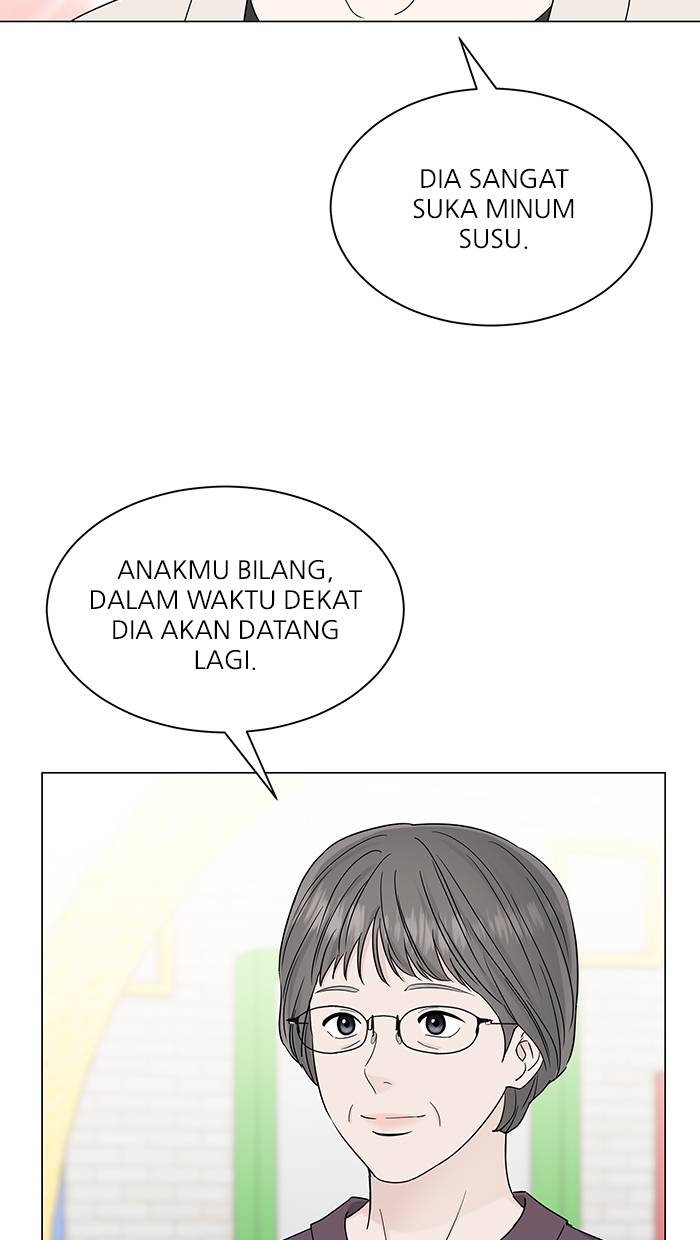 DIA SANGAT
SUKA MINUM
SUSU.
ANAKMU BILANG,
DALAM WAKTU DEKAT
DIA AKAN DATANG
LAGI.